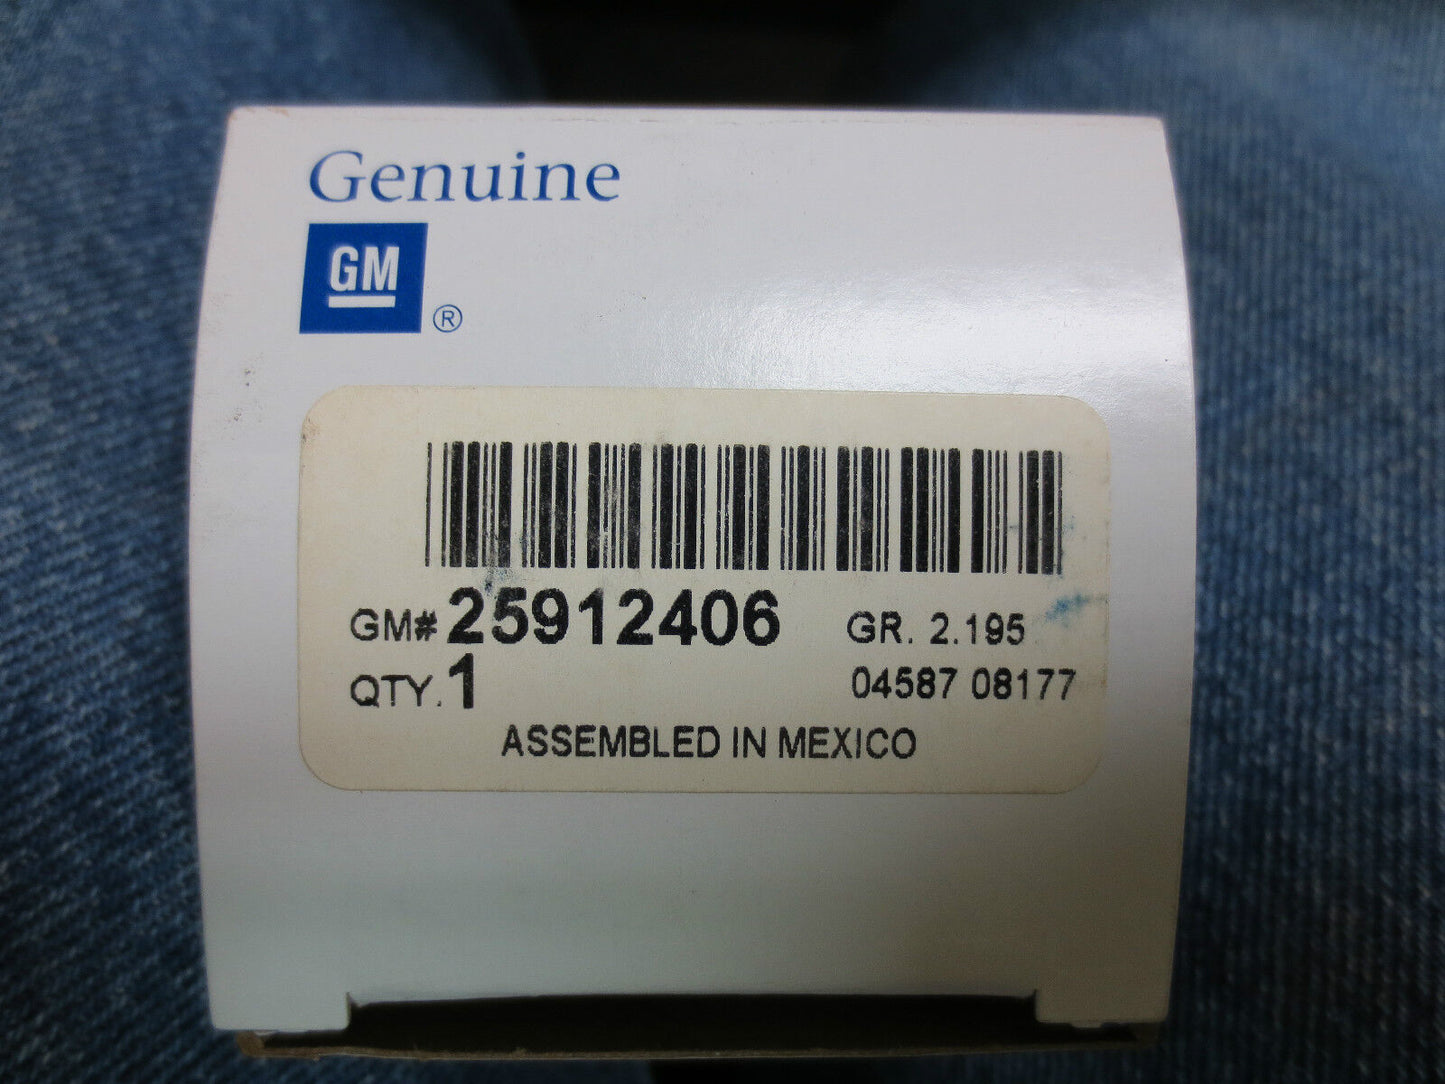 Genuine
GM ®
GM# 25912406 GR. 2.195
QTY. 1 04587 08177
ASSEMBLED IN MEXICO